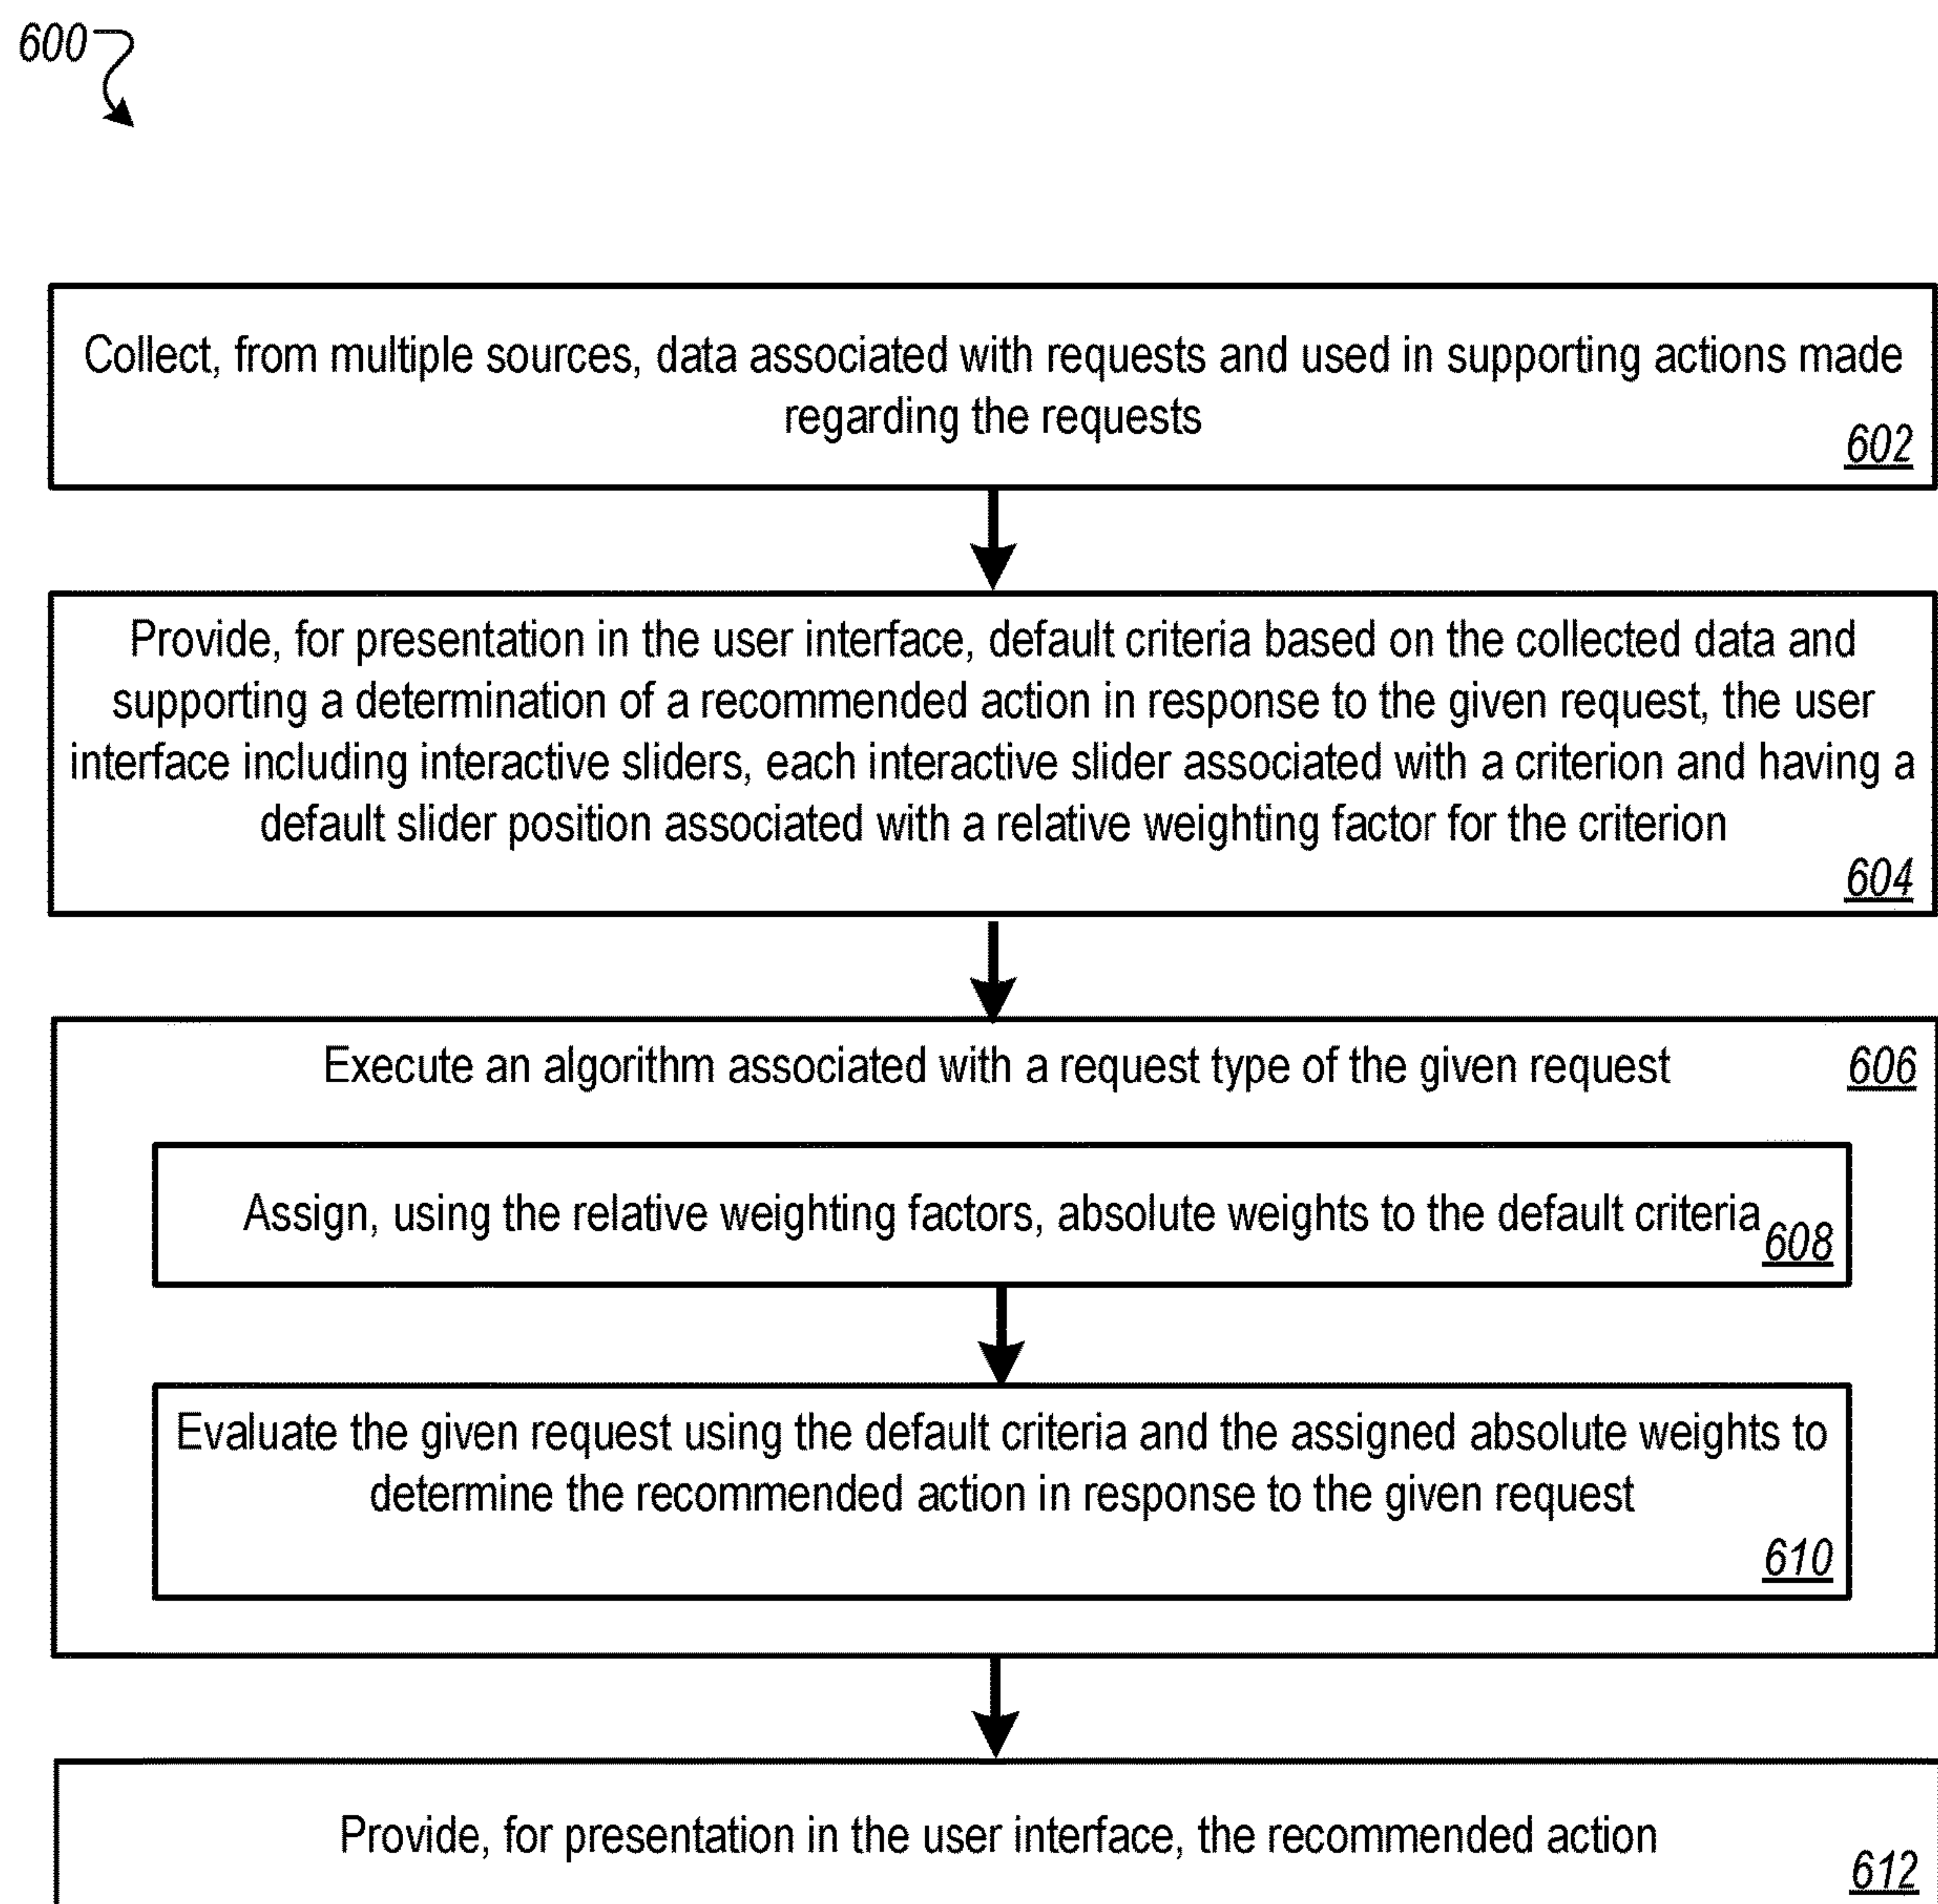 600
Collect, from multiple sources, data associated with requests and used in supporting actions made
regarding the requests
602
Provide, for presentation in the user interface, default criteria based on the collected data and
supporting a determination of a recommended action in response to the given request, the user
interface including interactive sliders, each interactive slider associated with a criterion and having a
default slider position associated with a relative weighting factor for the criterion
604
Execute an algorithm associated with a request type of the given request
606
Assign, using the relative weighting factors, absolute weights to the default criteria
608
Evaluate the given request using the default criteria and the assigned absolute weights to
determine the recommended action in response to the given request
610
Provide, for presentation in the user interface, the recommended action
612